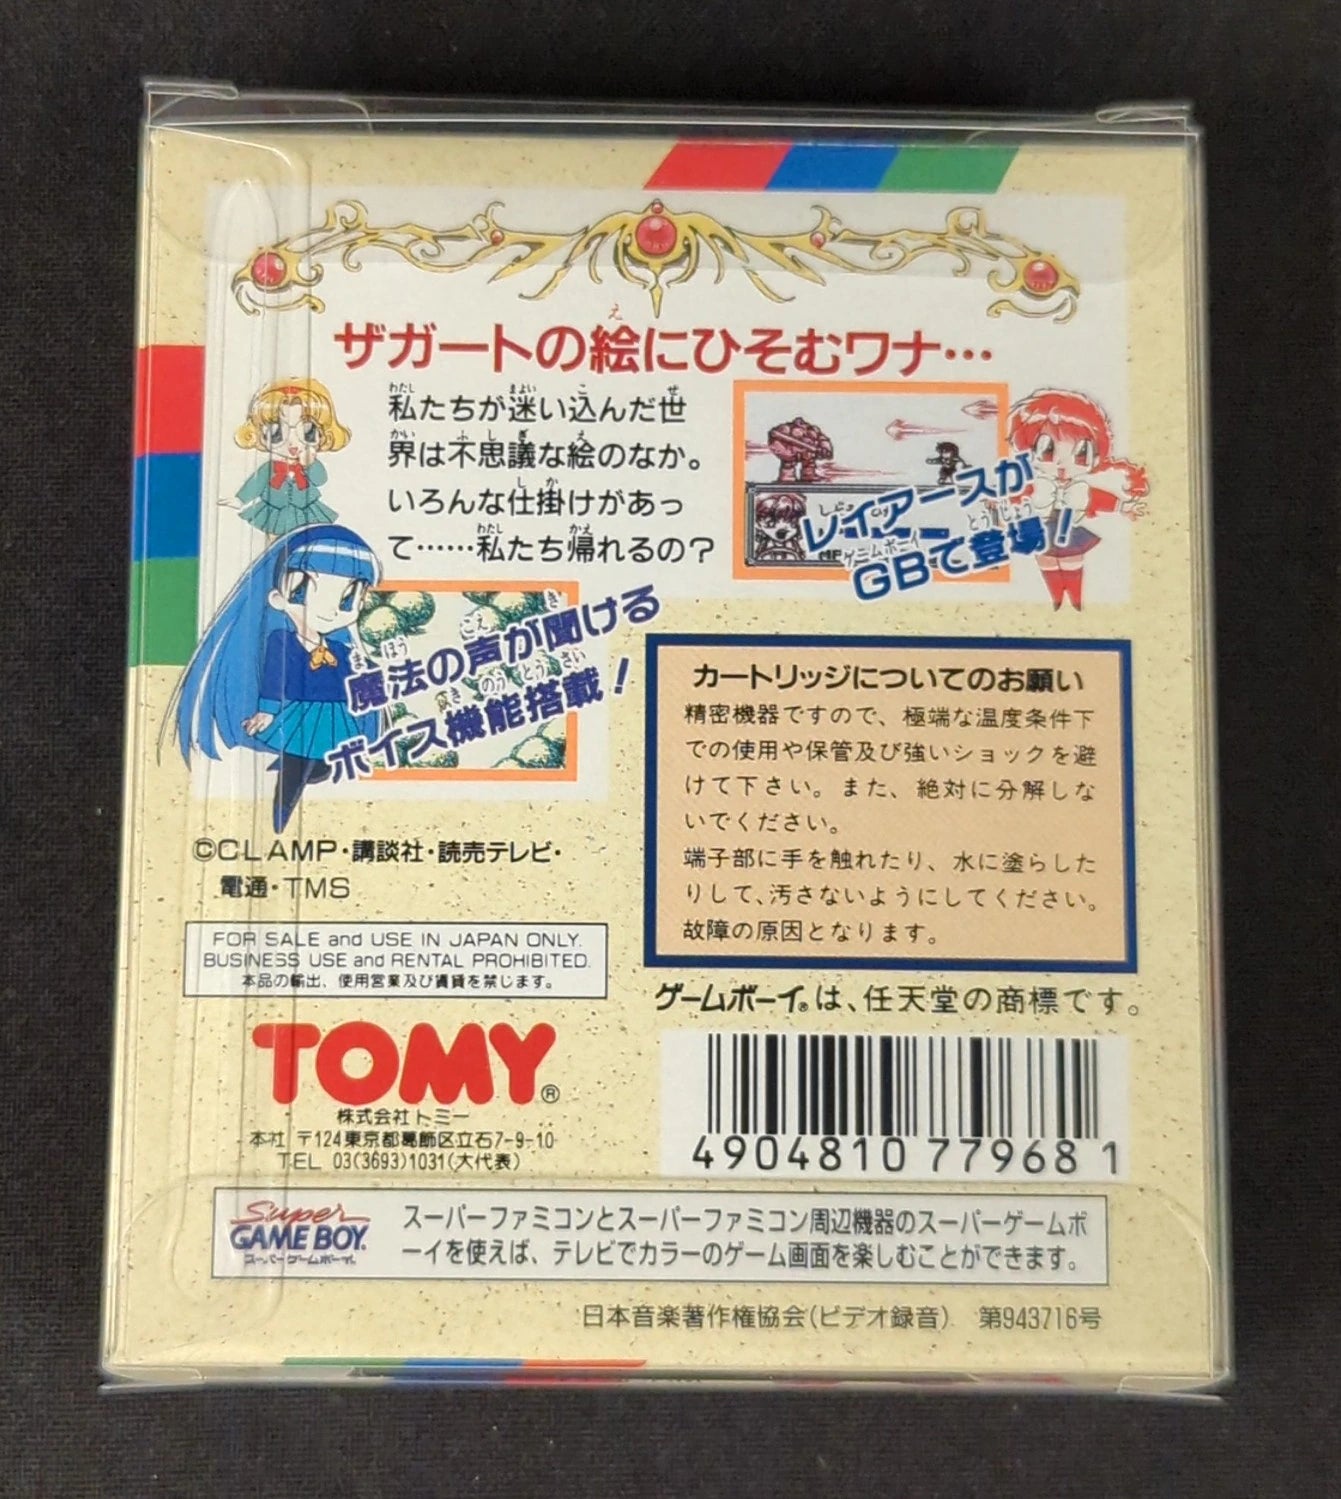 ザガートの絵にひそむワナ…
私たちが迷い込んだ世
界は不思議な絵のなか。
いろんな仕掛けがあっ
て……私たち帰れるの?
レイアースが
GBで登場!
魔法の声が聞ける
ボイス機能搭載!
カートリッジについてのお願い
精密機器ですので、極端な温度条件下
での使用や保管及び強いショックを避
けて下さい。また、絶対に分解しな
いでください。
端子部に手を触れたり、水に塗らした
りして、汚さないようにしてください。
故障の原因となります。
©CLAMP・講談社・読売テレビ・
電通・TMS
FOR SALE and USE IN JAPAN ONLY.
BUSINESS USE and RENTAL PROHIBITED.
本品の輸出、使用営業及び賃貸を禁じます。
ゲームボーイ®は、任天堂の商標です。
TOMY®
株式会社トミー
本社 〒124東京都葛飾区立石7-9-10
TEL 03(3693)1031(大代表)
4904810779681
Super
GAME BOY.
スーパーゲームボーイ
スーパーファミコンとスーパーファミコン周辺機器のスーパーゲームボ
ーイを使えば、テレビでカラーのゲーム画面を楽しむことができます。
日本音楽著作権協会(ビデオ録音) 第943716号